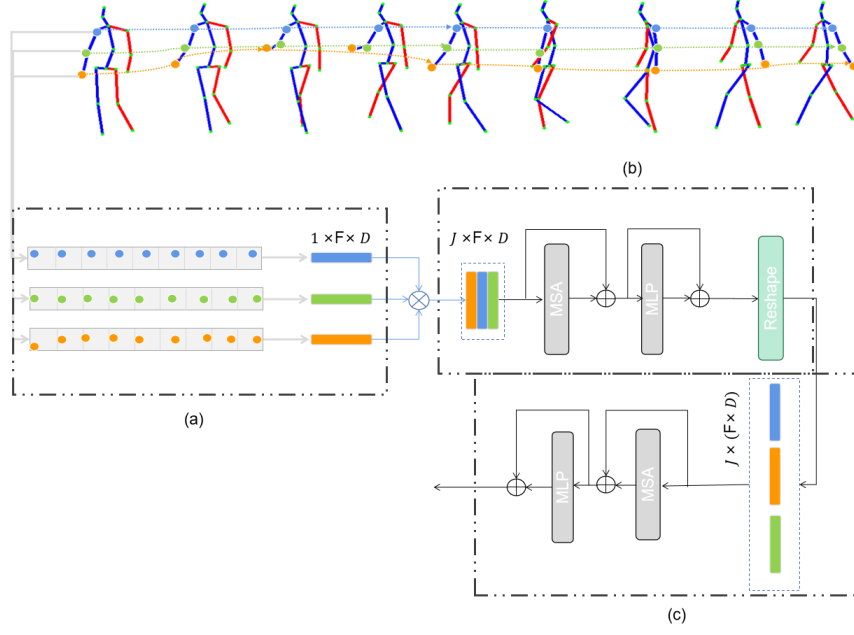 (b)
1 ×F× D
J ×F× D
MSA
MLP
Reshape
(a)
J × (F× D)
MLP
MSA
(c)